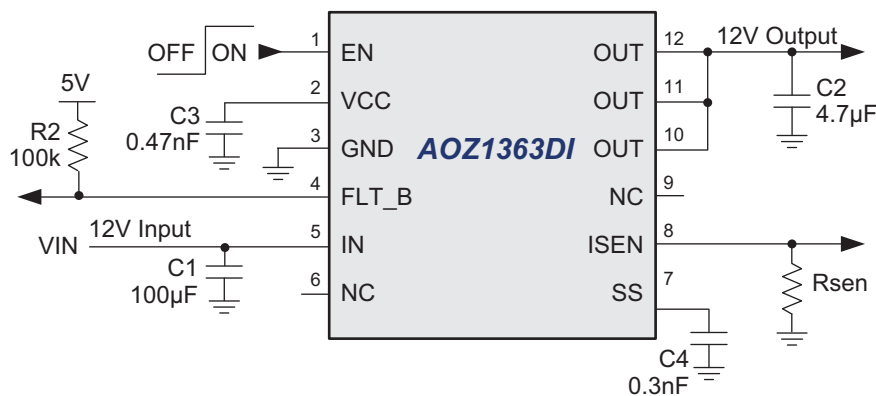 OFF ON 1 EN
5V
C3
0.47nF
2 VCC
R2
100k
3 GND
4 FLT_B
VIN 12V Input 5 IN
C1
100µF
6 NC
AOZ1363DI
OUT 12 12V Output
OUT 11
C2
4.7µF
OUT 10
NC 9
ISEN 8
Rsen
SS 7
C4
0.3nF